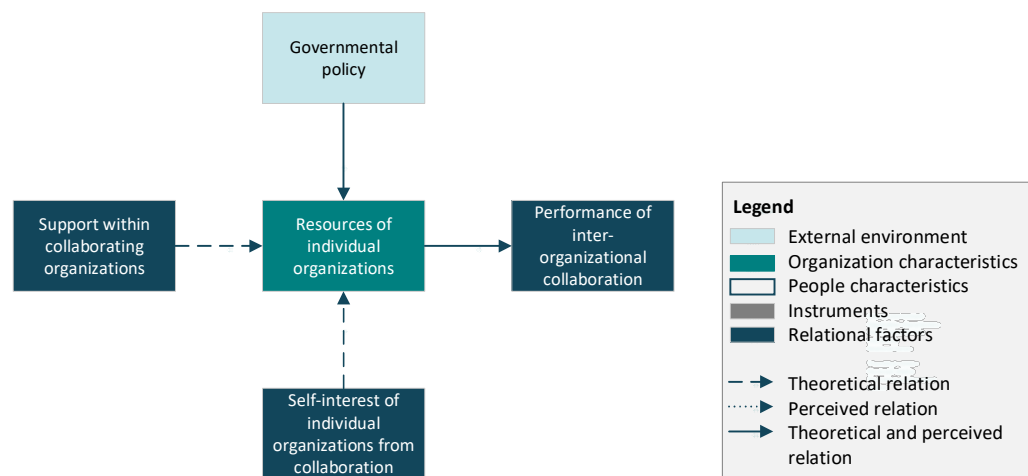 Governmental
policy
Support within
collaborating
organizations
Resources of
individual
organizations
Performance of
inter-
organizational
collaboration
Self-interest of
individual
organizations from
collaboration
Legend
External environment
Organization characteristics
People characteristics
Instruments
Relational factors
Theoretical relation
Perceived relation
Theoretical and perceived
relation